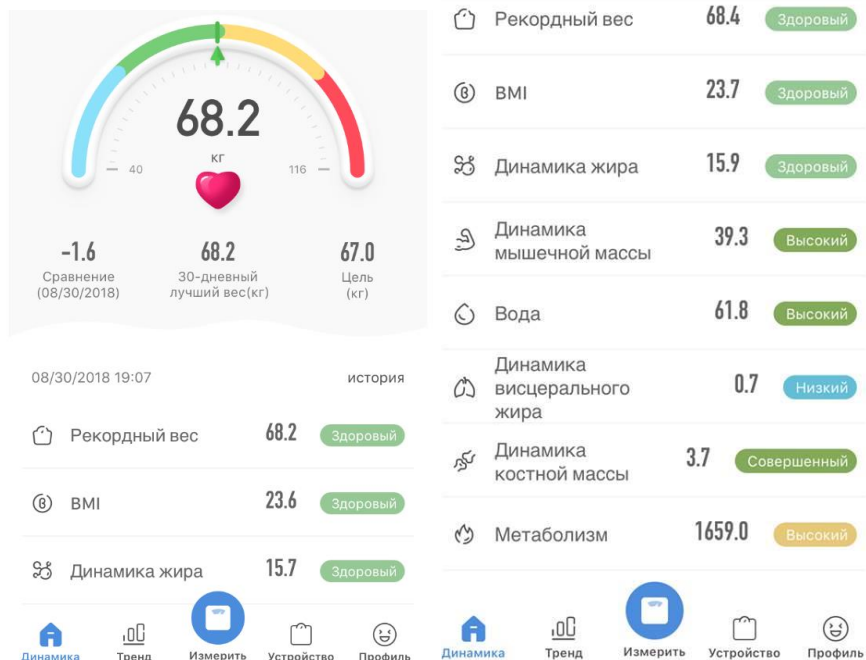 68.2
кг
40
116
-1.6
68.2
67.0
Сравнение
(08/30/2018)
30-дневный
лучший вес(кг)
Цель
(кг)
08/30/2018 19:07
история
Рекордный вес 68.2 Здоровый
BMI 23.6 Здоровый
Динамика жира 15.7 Здоровый
Динамика Тренд Измерить Устройство Профиль
Рекордный вес 68.4 Здоровый
BMI 23.7 Здоровый
Динамика жира 15.9 Здоровый
Динамика
мышечной массы 39.3 Высокий
Вода 61.8 Высокий
Динамика
висцерального 0.7 Низкий
жира
Динамика
костной массы 3.7 Совершенный
Метаболизм 1659.0 Высокий
Динамика Тренд Измерить Устройство Профиль